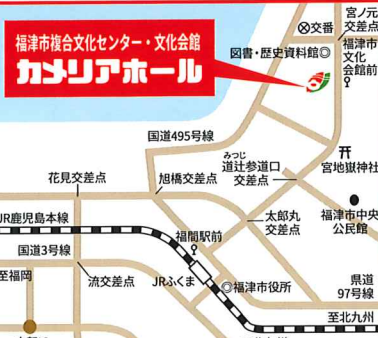 宮ノ元
交差点
交番
福津市複合文化センター・文化会館
カメリアホール
図書・歴史資料館
福津市
文化
会館前
国道495号線
みつじ
道辻参道口
交差点
宮地嶽神社
花見交差点
旭橋交差点
太郎丸
交差点
福津市中央
公民館
JR鹿児島本線
福間駅前
国道3号線
至福岡
流交差点
JRふくま
福津市役所
県道
97号線
至北九州